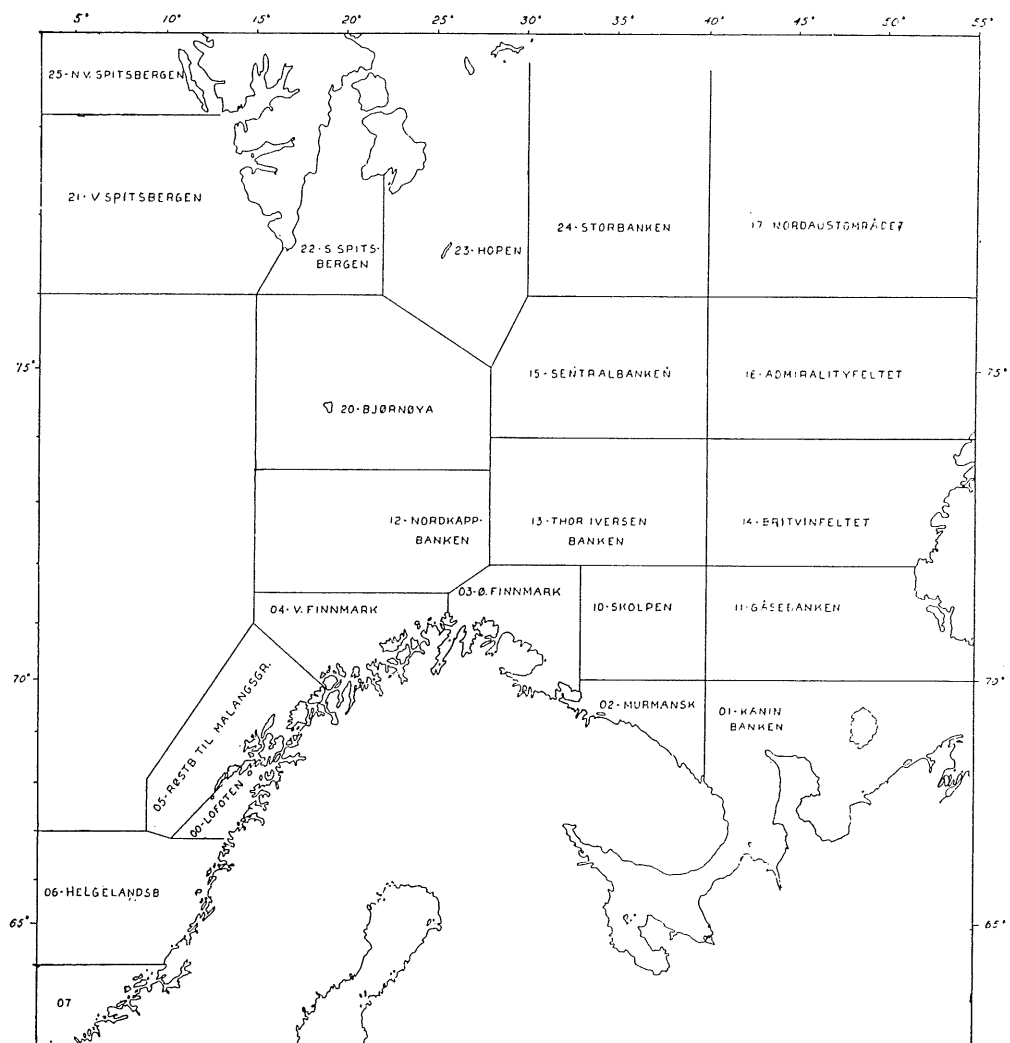 5° 10° 15° 20° 25° 30° 35° 40° 45° 50° 55°
25-N.V. SPITSBERGEN
21-V SPITSBERGEN
22-S SPITS-
BERGEN
23-HOPEN
24-STORBANKEN
17-NORDAUSTOMRÅDET
75°
15-SENTRALBANKEN
16-ADMIRALITYFELTET
75°
20-BJØRNØYA
12-NORDKAPP-
BANKEN
13-THOR IVERSEN
BANKEN
14-BRITVINFELTET
04-V. FINNMARK
03-Ø. FINNMARK
10-SKOLPEN
11-GÅSEBANKEN
70°
05-RØSTB TIL MALANGSGR.
02-MURMANSK
01-KANIN
BANKEN
70°
00-LOFOTEN
06-HELGELANDSB
65°
65°
07